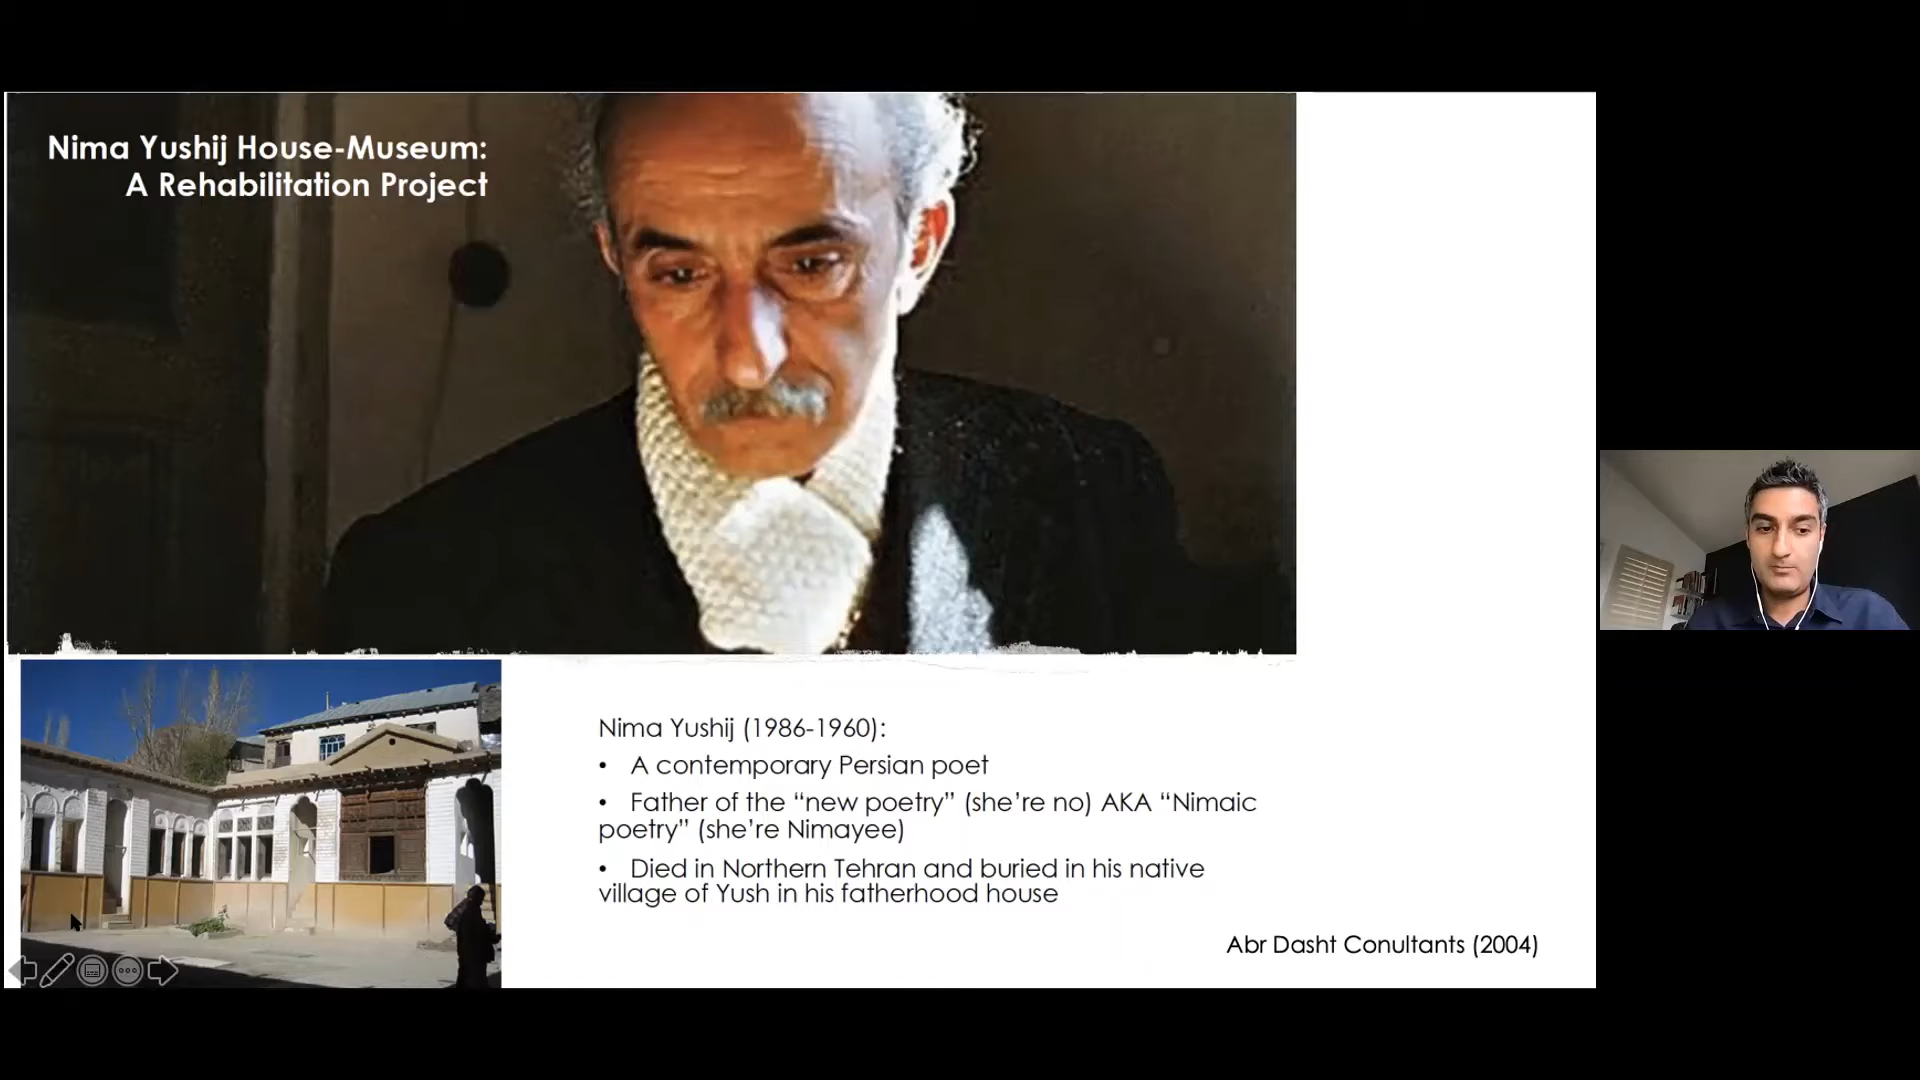 Nima Yushij House-Museum:
A Rehabilitation Project
Nima Yushij (1986-1960):
• A contemporary Persian poet
• Father of the “new poetry” (she’re no) AKA “Nimaic
poetry” (she’re Nimayee)
• Died in Northern Tehran and buried in his native
village of Yush in his fatherhood house
Abr Dasht Conultants (2004)